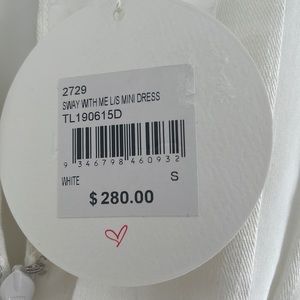 2729
SWAY WITH ME L/S MINI DRESS
TL190615D
9 346798 460932
WHITE S
$280.00